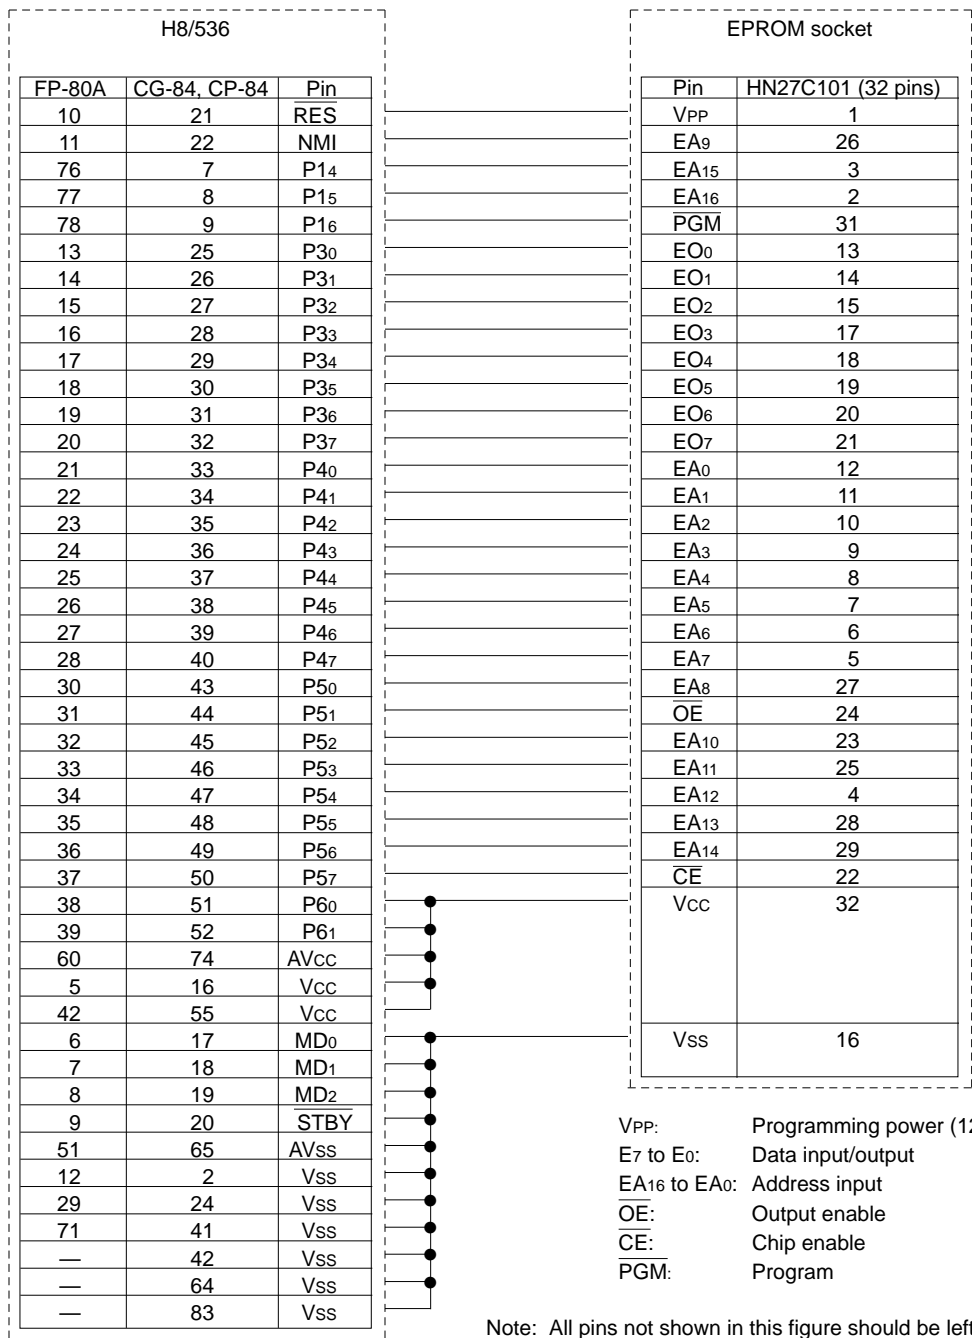 H8/536
FP-80A CG-84, CP-84 Pin
10 21 RES
11 22 NMI
76 7 P14
77 8 P15
78 9 P16
13 25 P30
14 26 P31
15 27 P32
16 28 P33
17 29 P34
18 30 P35
19 31 P36
20 32 P37
21 33 P40
22 34 P41
23 35 P42
24 36 P43
25 37 P44
26 38 P45
27 39 P46
28 40 P47
30 43 P50
31 44 P51
32 45 P52
33 46 P53
34 47 P54
35 48 P55
36 49 P56
37 50 P57
38 51 P60
39 52 P61
60 74 AVCC
5 16 VCC
42 55 VCC
6 17 MD0
7 18 MD1
8 19 MD2
9 20 STBY
51 65 AVSS
12 2 VSS
29 24 VSS
71 41 VSS
— 42 VSS
— 64 VSS
— 83 VSS
EPROM socket
Pin HN27C101 (32 pins)
VPP 1
EA9 26
EA15 3
EA16 2
PGM 31
EO0 13
EO1 14
EO2 15
EO3 17
EO4 18
EO5 19
EO6 20
EO7 21
EA0 12
EA1 11
EA2 10
EA3 9
EA4 8
EA5 7
EA6 6
EA7 5
EA8 27
OE 24
EA10 23
EA11 25
EA12 4
EA13 28
EA14 29
CE 22
VCC 32
VSS 16
VPP: Programming power (12
E7 to E0: Data input/output
EA16 to EA0: Address input
OE: Output enable
CE: Chip enable
PGM: Program
Note: All pins not shown in this figure should be left